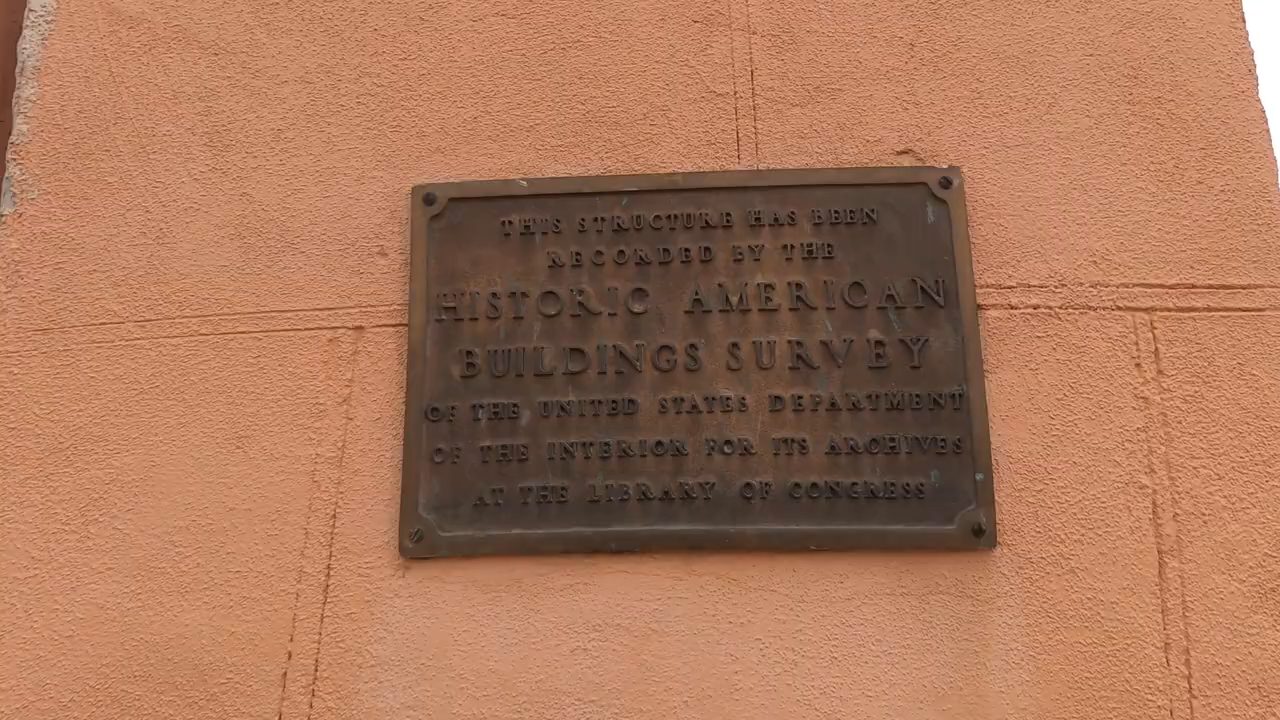 THIS STRUCTURE HAS BEEN
RECORDED BY THE
HISTORIC AMERICAN
BUILDINGS SURVEY
OF THE UNITED STATES DEPARTMENT
OF THE INTERIOR FOR ITS ARCHIVES
AT THE LIBRARY OF CONGRESS